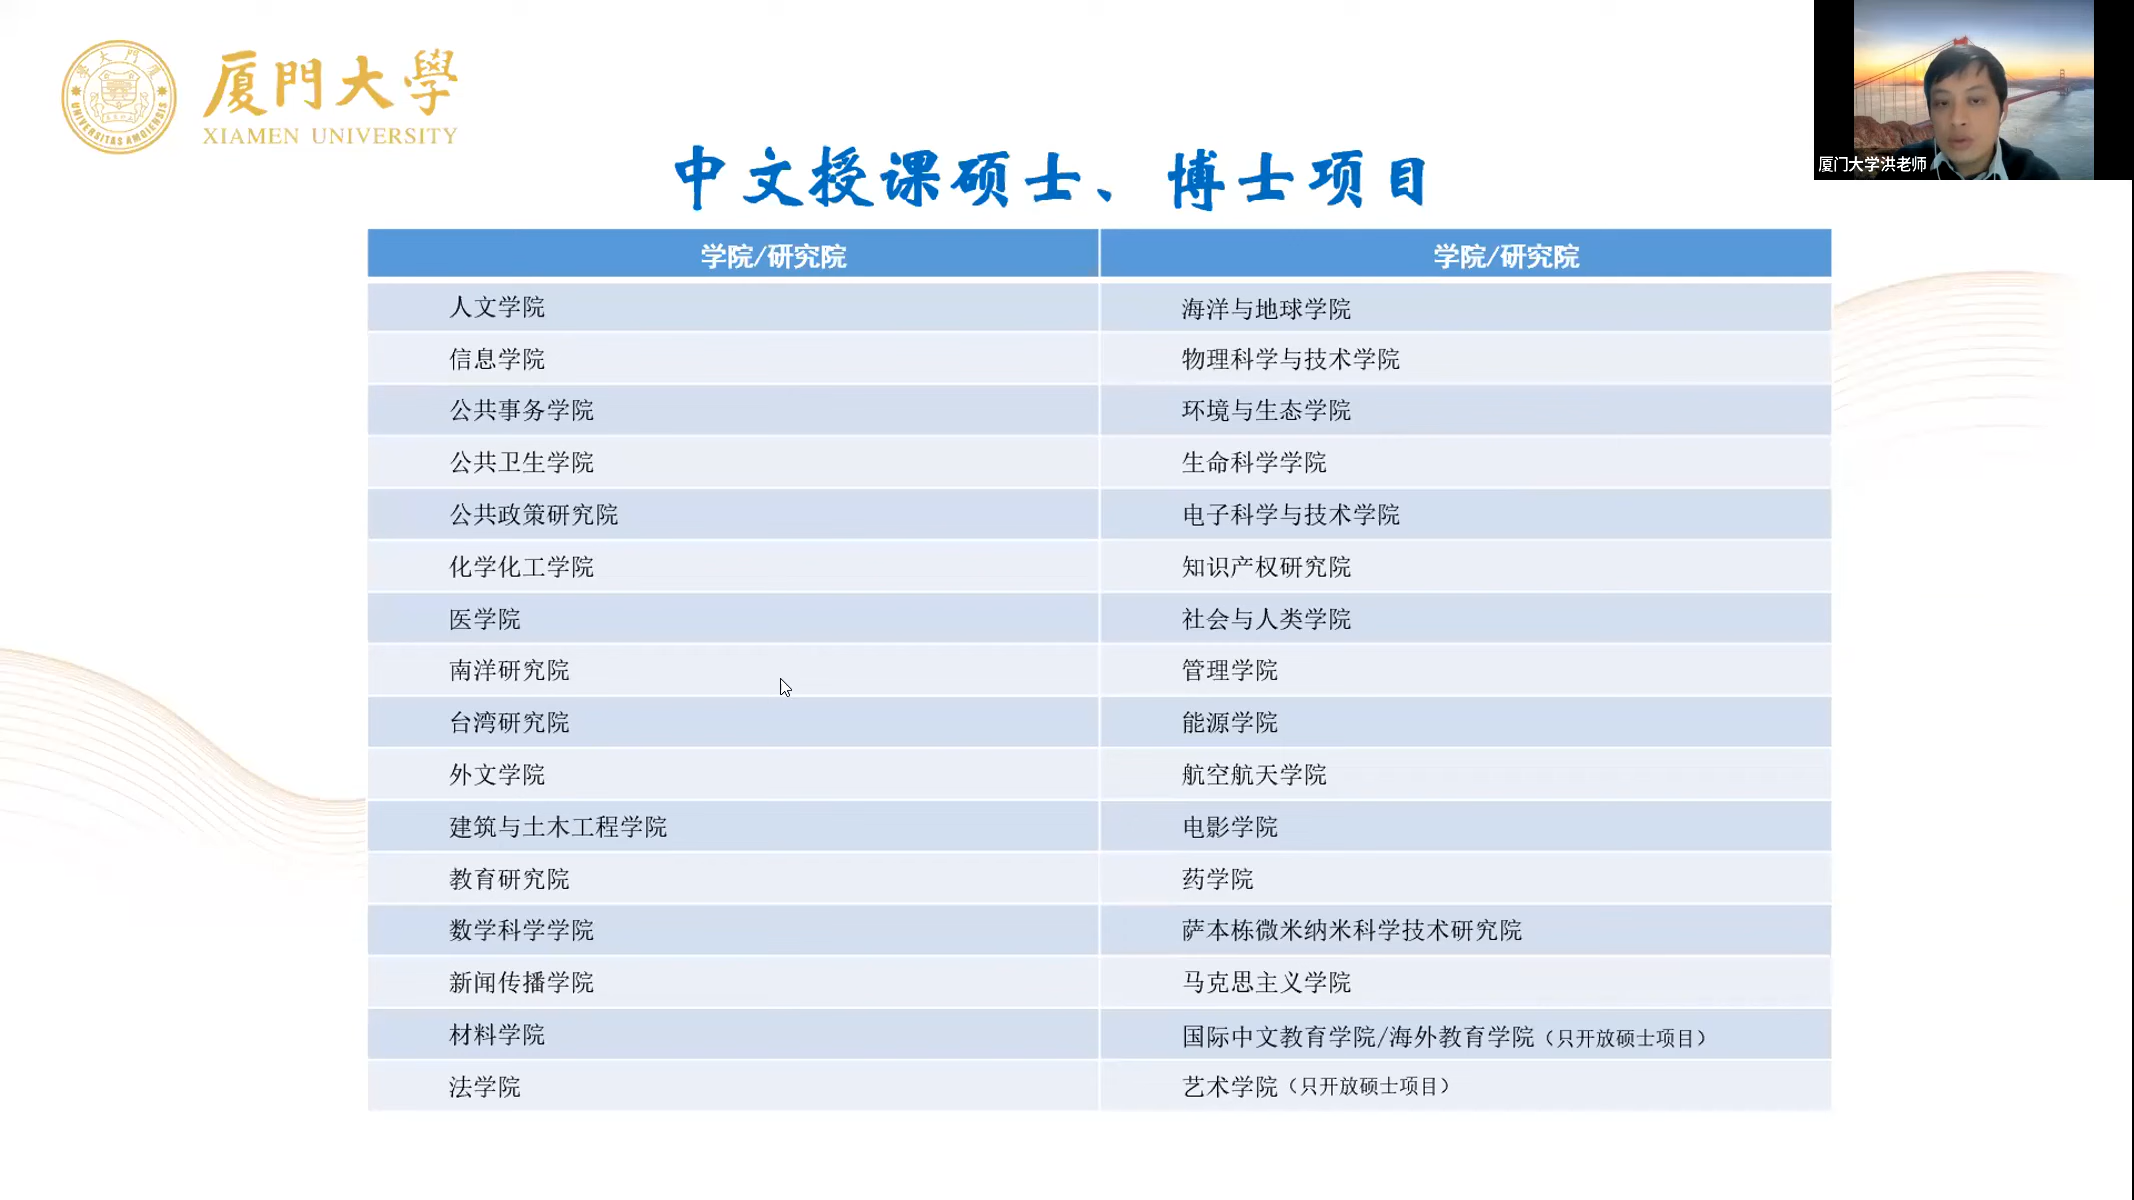 廈門大學
XIAMEN UNIVERSITY
UNIVERSITAS AMOIENSIS
厦门大学洪老师
中文授课硕士、博士项目
学院/研究院 学院/研究院
人文学院 海洋与地球学院
信息学院 物理科学与技术学院
公共事务学院 环境与生态学院
公共卫生学院 生命科学学院
公共政策研究院 电子科学与技术学院
化学化工学院 知识产权研究院
医学院 社会与人类学院
南洋研究院 管理学院
台湾研究院 能源学院
外文学院 航空航天学院
建筑与土木工程学院 电影学院
教育研究院 药学院
数学科学学院 萨本栋微米纳米科学技术研究院
新闻传播学院 马克思主义学院
材料学院 国际中文教育学院/海外教育学院（只开放硕士项目）
法学院 艺术学院（只开放硕士项目）